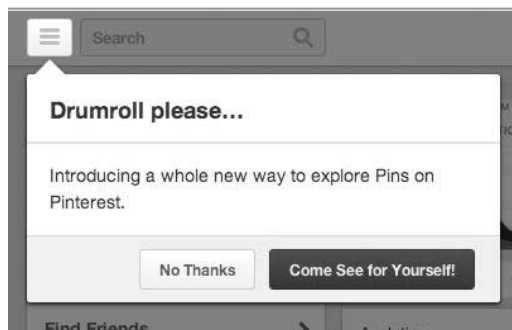 Search
Drumroll please...
Introducing a whole new way to explore Pins on
Pinterest.
No Thanks
Come See for Yourself!
Find Friends